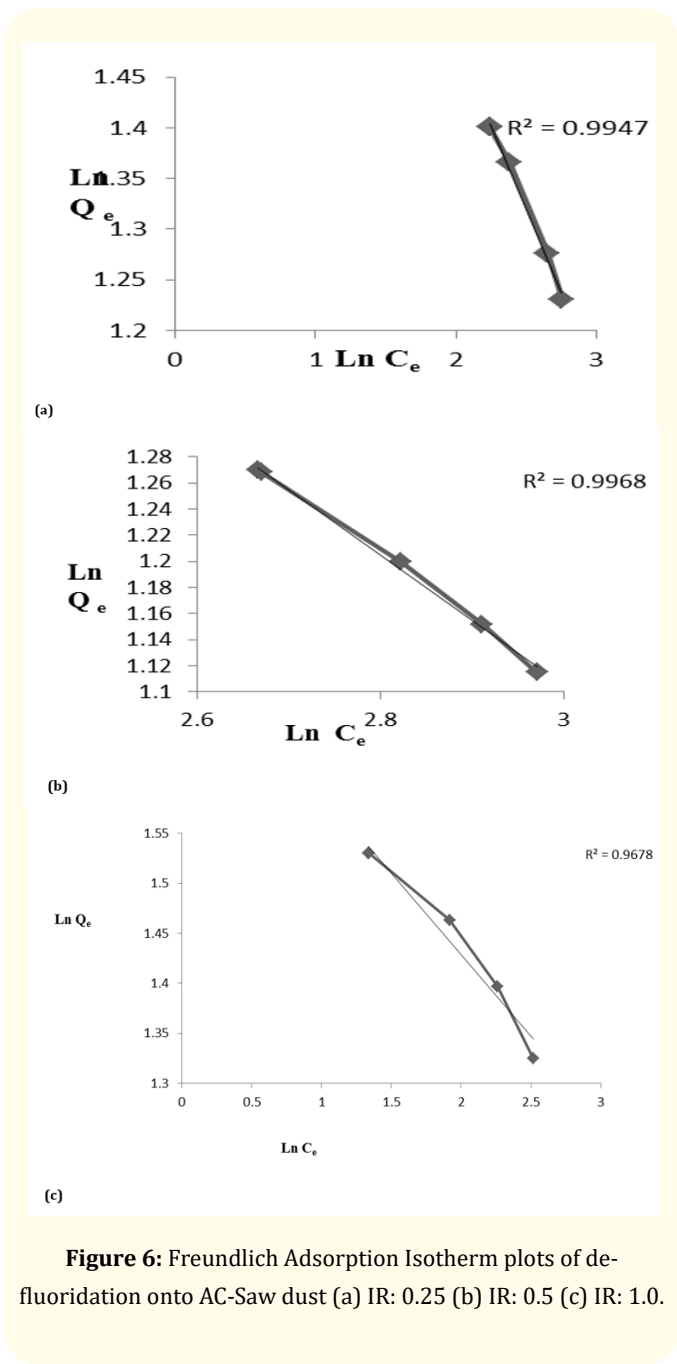 1.45
1.4
R² = 0.9947
Ln
1.35
Q e
1.3
1.25
1.2
0 1 Ln Ce 2 3
(a)
1.28
R² = 0.9968
1.26
1.24
1.22
Ln
1.2
Q e
1.18
1.16
1.14
1.12
1.1
2.6 2.8 3
Ln Ce
(b)
1.55
R² = 0.9678
1.5
Ln Qe
1.45
1.4
1.35
1.3
0 0.5 1 1.5 2 2.5 3
Ln Ce
(c)
Figure 6: Freundlich Adsorption Isotherm plots of de-
fluoridation onto AC-Saw dust (a) IR: 0.25 (b) IR: 0.5 (c) IR: 1.0.